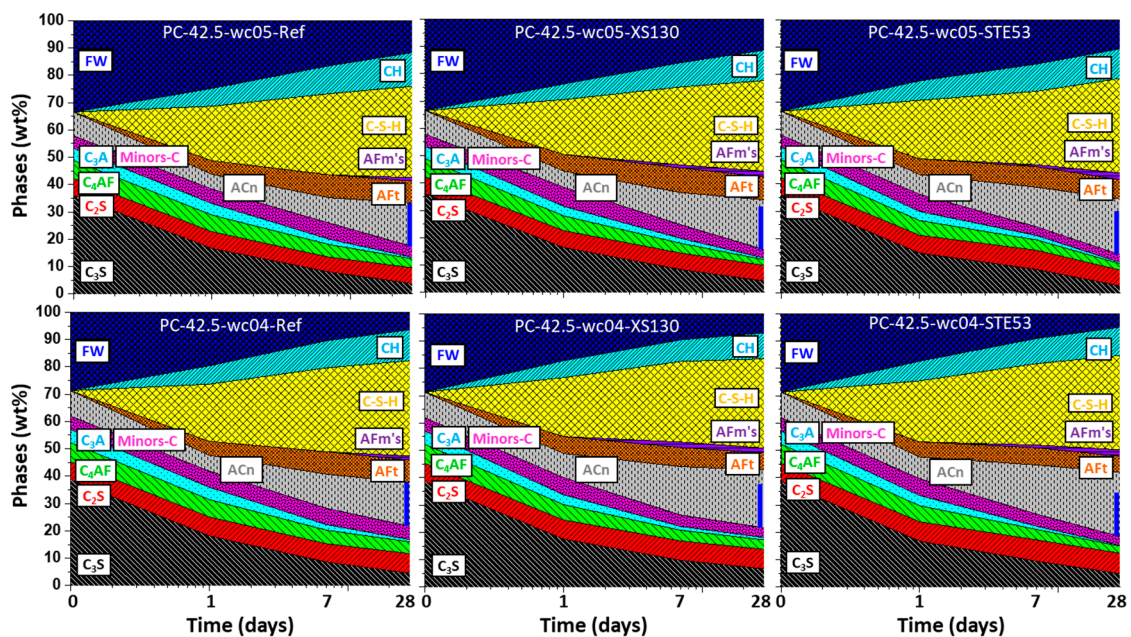 PC-42.5-wc05-Ref
PC-42.5-wc05-XS130
PC-42.5-wc05-STE53
Phases (wt%)
100
90
80
70
60
50
40
30
20
10
0
FW
CH
C-S-H
AFm's
AFt
C₃A
Minors-C
ACn
C₄AF
C₂S
C₃S
FW
CH
C-S-H
AFm's
AFt
C₃A
Minors-C
ACn
C₄AF
C₂S
C₃S
FW
CH
C-S-H
AFm's
AFt
C₃A
Minors-C
ACn
C₄AF
C₂S
C₃S
PC-42.5-wc04-Ref
PC-42.5-wc04-XS130
PC-42.5-wc04-STE53
Phases (wt%)
100
90
80
70
60
50
40
30
20
10
0
FW
CH
C-S-H
AFm's
AFt
C₃A
Minors-C
ACn
C₄AF
C₂S
C₃S
FW
CH
C-S-H
AFm's
AFt
C₃A
Minors-C
ACn
C₄AF
C₂S
C₃S
FW
CH
C-S-H
AFm's
AFt
C₃A
Minors-C
ACn
C₄AF
C₂S
C₃S
0 1 7 28
0 1 7 28
0 1 7 28
Time (days)
Time (days)
Time (days)